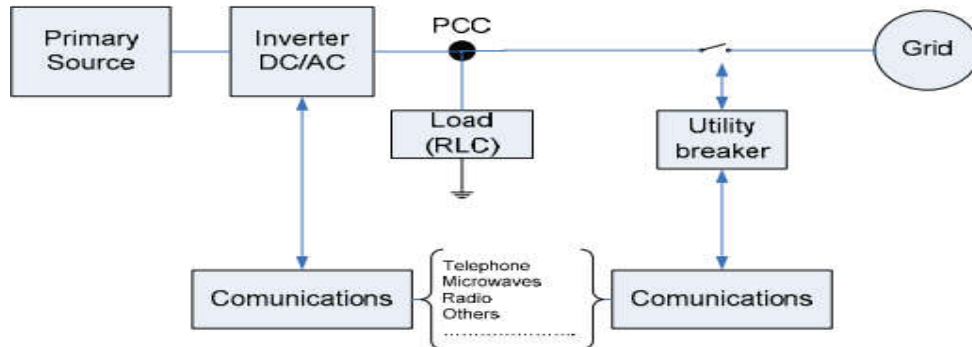 PCC
Primary
Source
Inverter
DC/AC
Grid
Load
(RLC)
Utility
breaker
Comunications
Telephone
Microwaves
Radio
Others
.....................
Comunications